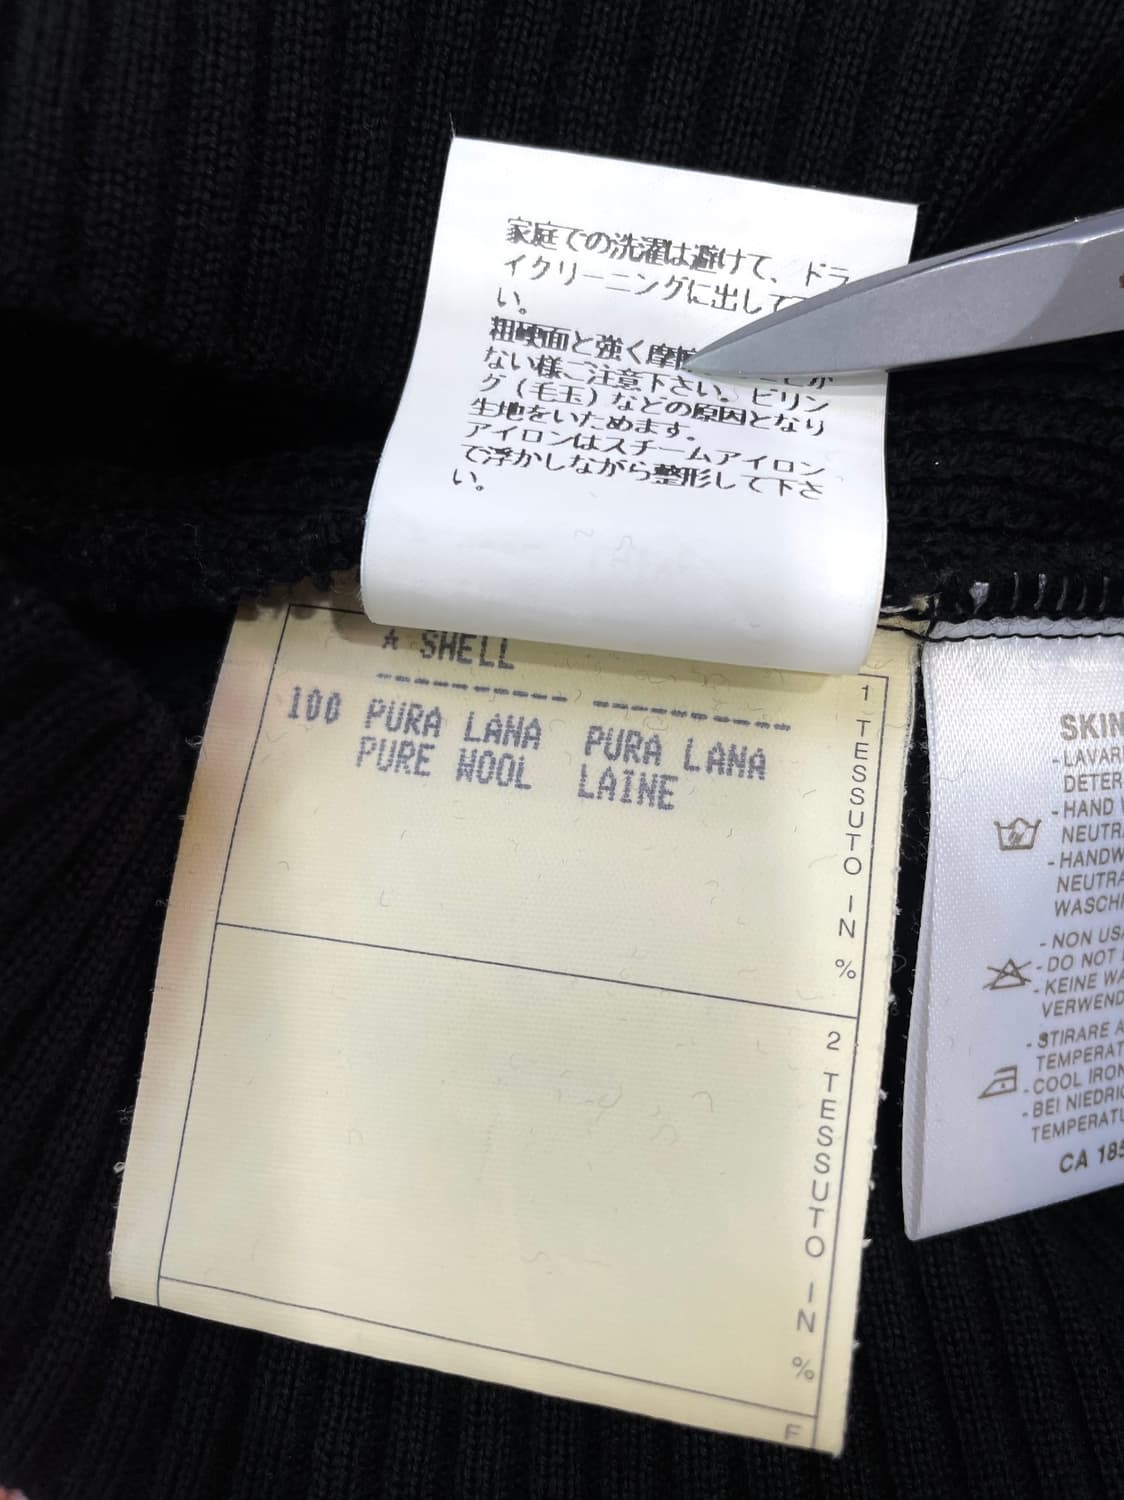 家庭での洗濯は避けて、ドラ
イクリーニングに出して
い。
粗硬面と強く摩
ない様ご注意下さい。ピリン
グ(毛玉)などの原因となり
生地をいためます。
アイロンはスチームアイロン
で浮かしながら整形して下さ
い。
* SHELL
100 PURA LANA PURA LANA
PURE WOOL LAINE
1 TESSUTO IN %
2 TESSUTO IN %
F
SKIN
-LAVAR
DETER
-HAND W
NEUTRA
-HANDW
NEUTRA
WASCH
- NON USA
- DO NOT
- KEINE WA
VERWEND
- STIRARE A
TEMPERAT
- COOL IRON
- BEI NIEDRIG
TEMPERATU
CA 185